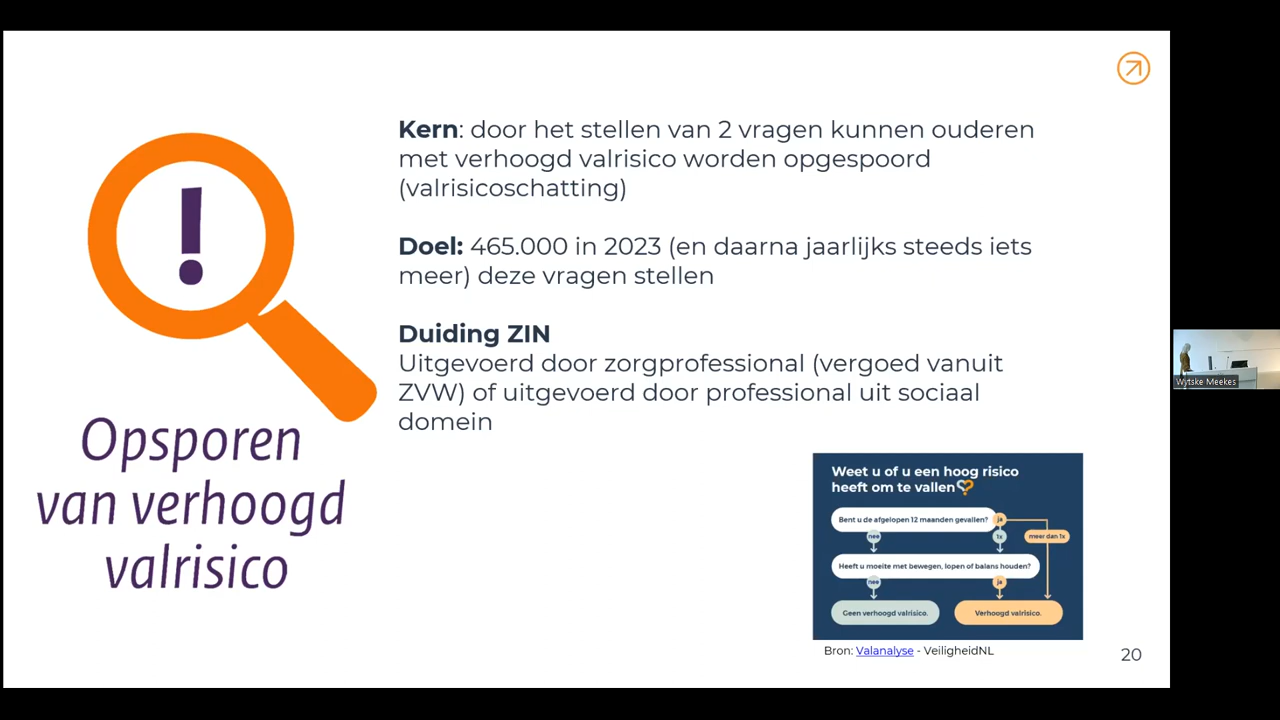 Kern: door het stellen van 2 vragen kunnen ouderen
met verhoogd valrisico worden opgespoord
(valrisicoschatting)
Doel: 465.000 in 2023 (en daarna jaarlijks steeds iets
meer) deze vragen stellen
Duiding ZIN
Uitgevoerd door zorgprofessional (vergoed vanuit
ZVW) of uitgevoerd door professional uit sociaal
domein
!
Opsporen
van verhoogd
valrisico
Weet u of u een hoog risico
heeft om te vallen?
Bent u de afgelopen 12 maanden gevallen?
ja
nee
1x
meer dan 1x
Heeft u moeite met bewegen, lopen of balans houden?
nee
ja
Geen verhoogd valrisico.
Verhoogd valrisico.
Bron: Valanalyse - VeiligheidNL
20
Wytske Meekes